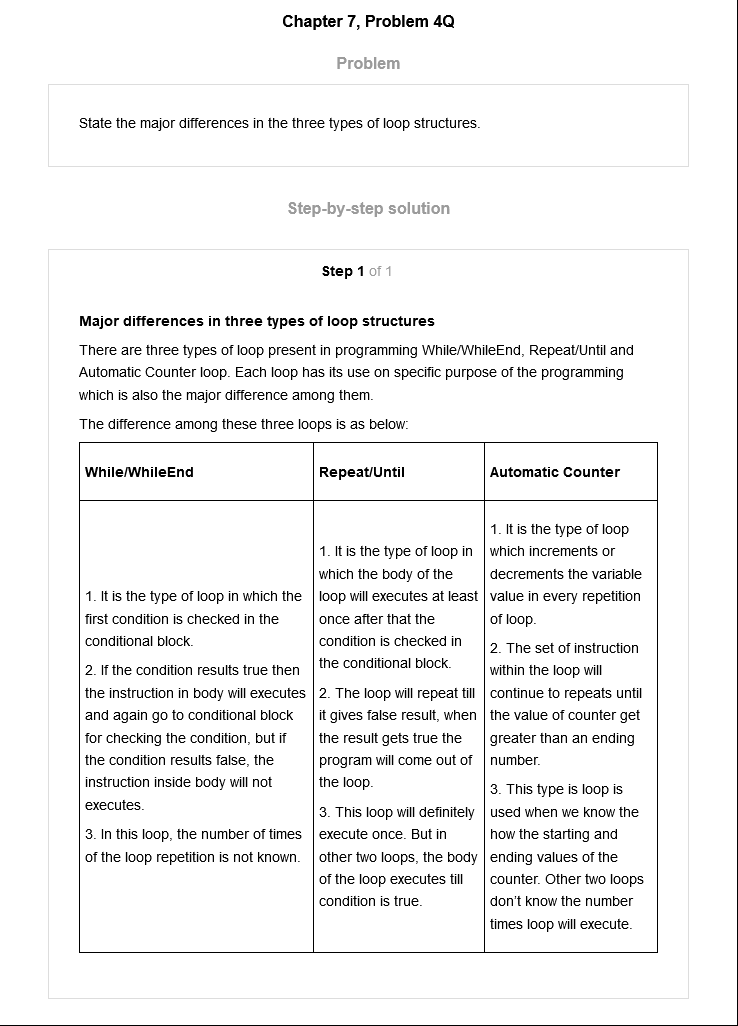 Chapter 7, Problem 4Q
Problem
State the major differences in the three types of loop structures.
Step-by-step solution
Step 1 of 1
Major differences in three types of loop structures
There are three types of loop present in programming While/WhileEnd, Repeat/Until and
Automatic Counter loop. Each loop has its use on specific purpose of the programming
which is also the major difference among them.
The difference among these three loops is as below:
While/WhileEnd
Repeat/Until
Automatic Counter
1. It is the type of loop in which the
first condition is checked in the
conditional block.
2. If the condition results true then
the instruction in body will executes
and again go to conditional block
for checking the condition, but if
the condition results false, the
instruction inside body will not
executes.
3. In this loop, the number of times
of the loop repetition is not known.
1. It is the type of loop in
which the body of the
loop will executes at least
once after that the
condition is checked in
the conditional block.
2. The loop will repeat till
it gives false result, when
the result gets true the
program will come out of
the loop.
3. This loop will definitely
execute once. But in
other two loops, the body
of the loop executes till
condition is true.
1. It is the type of loop
which increments or
decrements the variable
value in every repetition
of loop.
2. The set of instruction
within the loop will
continue to repeats until
the value of counter get
greater than an ending
number.
3. This type is loop is
used when we know the
how the starting and
ending values of the
counter. Other two loops
don't know the number
times loop will execute.